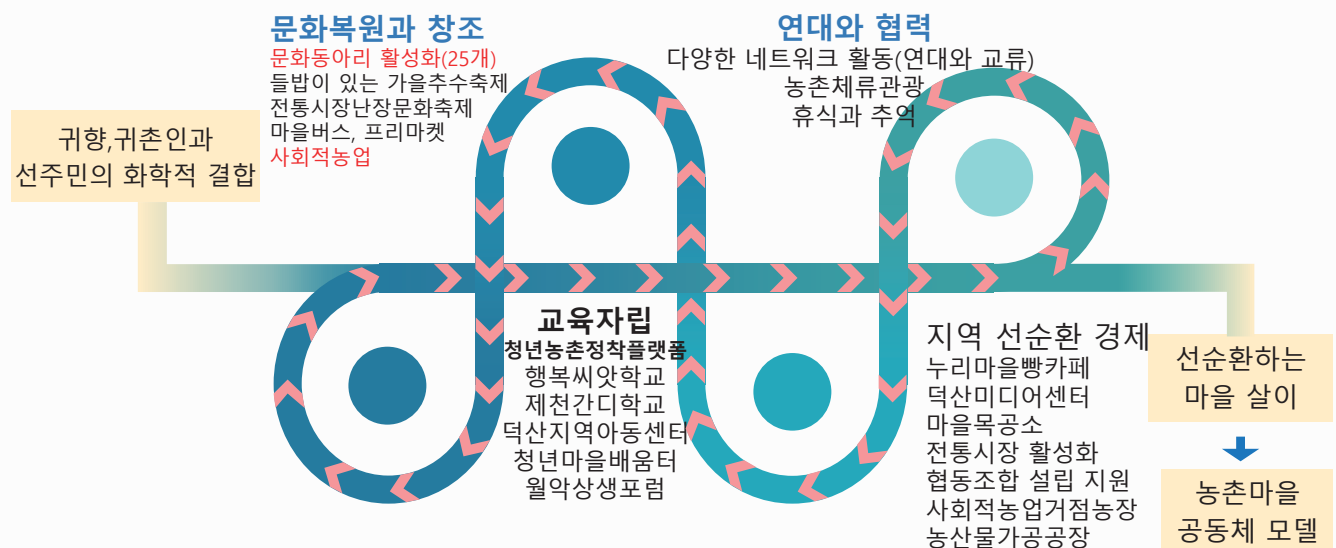 문화복원과 창조
문화동아리 활성화(25개)
들밥이 있는 가을추수축제
전통시장난장문화축제
마을버스, 프리마켓
사회적농업
연대와 협력
다양한 네트워크 활동(연대와 교류)
농촌체류관광
휴식과 추억
귀향,귀촌인과
선주민의 화학적 결합
교육자립
청년농촌정착플랫폼
행복씨앗학교
제천간디학교
덕산지역아동센터
청년마을배움터
월악상생포럼
지역 선순환 경제
누리마을빵카페
덕산미디어센터
마을목공소
전통시장 활성화
협동조합 설립 지원
사회적농업거점농장
농산물가공공장
선순환하는
마을 살이
농촌마을
공동체 모델